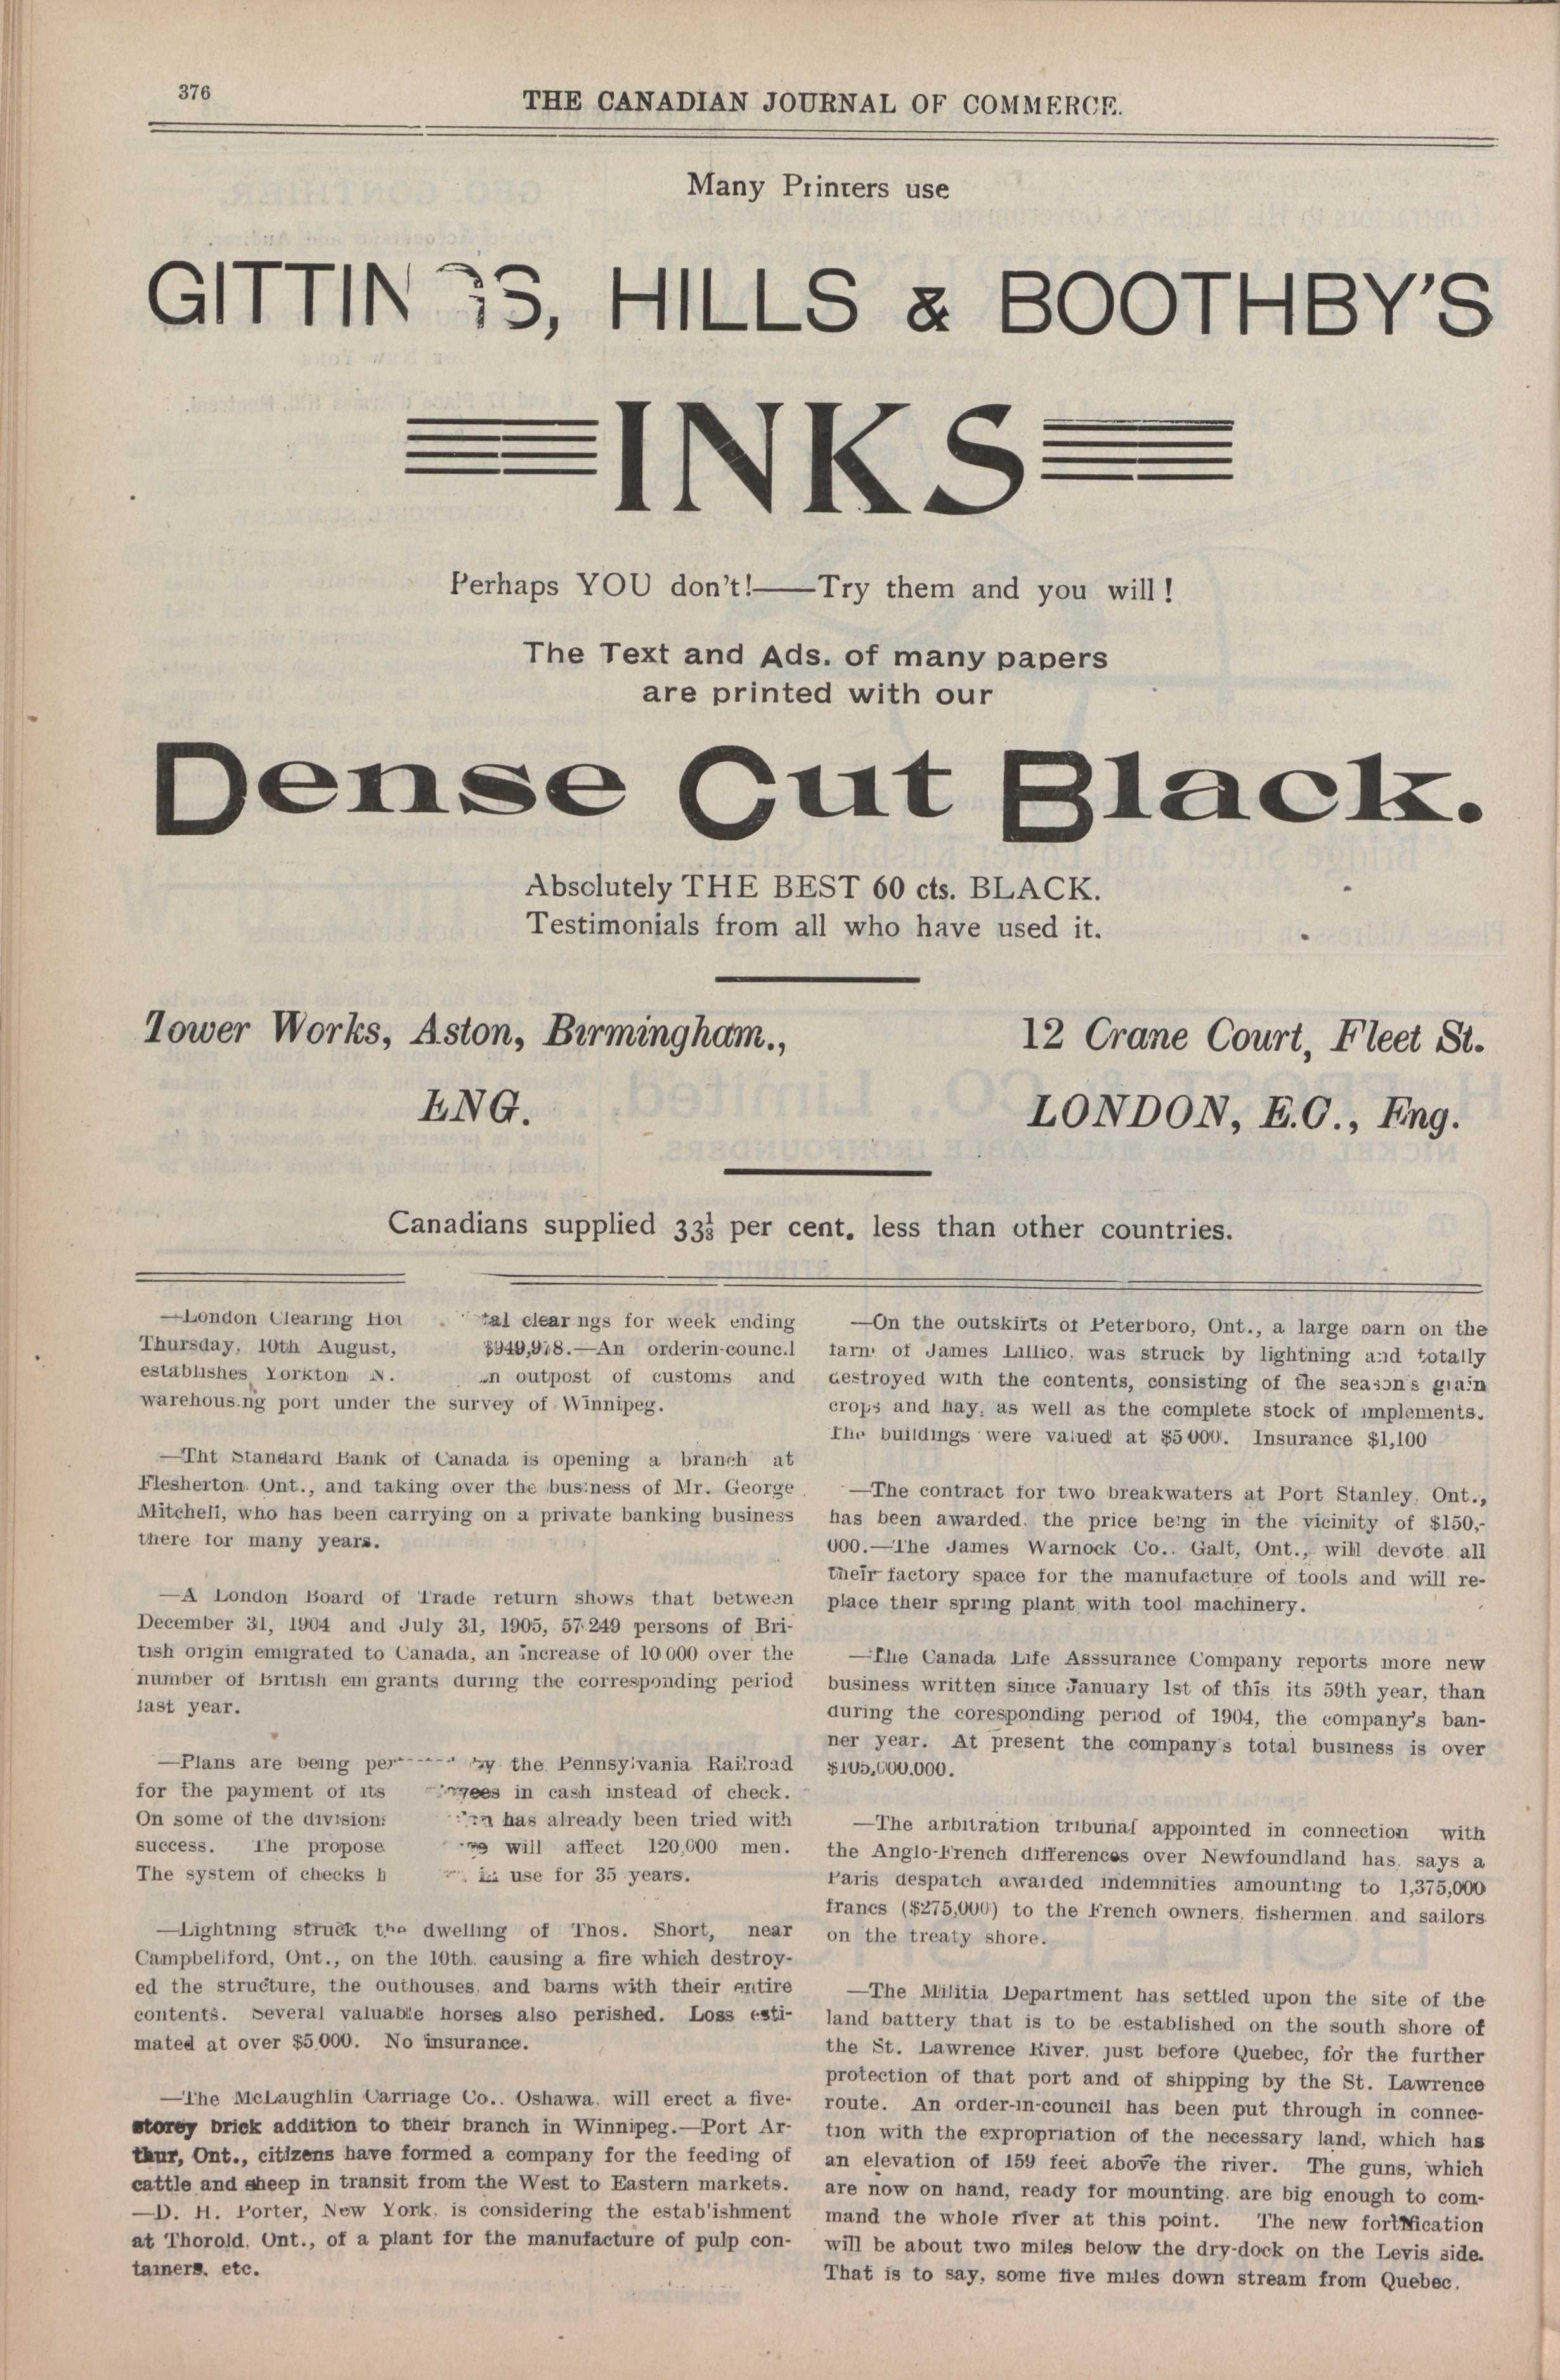 376
THE CANADIAN JOURNAL OF COMMERCE.
Many Printers use
GITTINGS, HILLS & BOOTHBY'S
INKS
Perhaps YOU don't!——Try them and you will!
The Text and Ads. of many papers
are printed with our
Dense Cut Black.
Absolutely THE BEST 60 cts. BLACK.
Testimonials from all who have used it.
Tower Works, Aston, Birmingham.,
ENG.
12 Crane Court, Fleet St.
LONDON, E.C., Eng.
Canadians supplied 33⅓ per cent. less than other countries.
—London Clearing clearings for week ending
Thursday, 10th August, —An orderin-council
establishes Yorkton N. outpost of customs and
warehousing port under the survey of Winnipeg.
—Tht Standard Bank of Canada is opening a branch at
Flesherton. Ont., and taking over the business of Mr. George
Mitchell, who has been carrying on a private banking business
there for many years.
—A London Board of Trade return shows that between
December 31, 1904 and July 31, 1905, 57,249 persons of Bri-
tish origin emigrated to Canada, an increase of 10,000 over the
number of British em grants during the corresponding period
last year.
—Plans are being by the Pennsylvania Railroad
for the payment of its in cash instead of check.
On some of the has already been tried with
success. The will affect 120,000 men.
The system of checks in use for 35 years.
—Lightning struck the dwelling of Thos. Short, near
Campbellford, Ont., on the 10th. causing a fire which destroy-
ed the structure, the outhouses, and barns with their entire
contents. Several valuable horses also perished. Loss esti-
mated at over $5,000. No insurance.
—The McLaughlin Carriage Co.. Oshawa, will erect a five-
storey brick addition to their branch in Winnipeg.—Port Ar-
thur, Ont., citizens have formed a company for the feeding of
cattle and sheep in transit from the West to Eastern markets.
—D. H. Porter, New York, is considering the establishment
at Thorold, Ont., of a plant for the manufacture of pulp con-
tainers, etc.
—On the outskirts of Peterboro, Ont., a large barn on the
farm of James Lillico, was struck by lightning and totally
destroyed with the contents, consisting of the season's grain
crops and hay, as well as the complete stock of implements.
The buildings were valued at $5,000. Insurance $1,100
—The contract for two breakwaters at Port Stanley, Ont.,
has been awarded, the price being in the vicinity of $150,-
000.—The James Warnock Co.. Galt, Ont., will devote all
their factory space for the manufacture of tools and will re-
place their spring plant with tool machinery.
—The Canada Life Asssurance Company reports more new
business written since January 1st of this its 59th year, than
during the coresponding period of 1904, the company's ban-
ner year. At present the company's total business is over
$105,000,000.
—The arbitration tribunal appointed in connection with
the Anglo-French differences over Newfoundland has, says a
Paris despatch awarded indemnities amounting to 1,375,000
francs ($275,000) to the French owners, fishermen and sailors
on the treaty shore.
—The Militia Department has settled upon the site of the
land battery that is to be established on the south shore of
the St. Lawrence River, just before Quebec, for the further
protection of that port and of shipping by the St. Lawrence
route. An order-in-council has been put through in connec-
tion with the expropriation of the necessary land, which has
an elevation of 159 feet above the river. The guns, which
are now on hand, ready for mounting, are big enough to com-
mand the whole river at this point. The new fortification
will be about two miles below the dry-dock on the Levis side.
That is to say, some five miles down stream from Quebec.